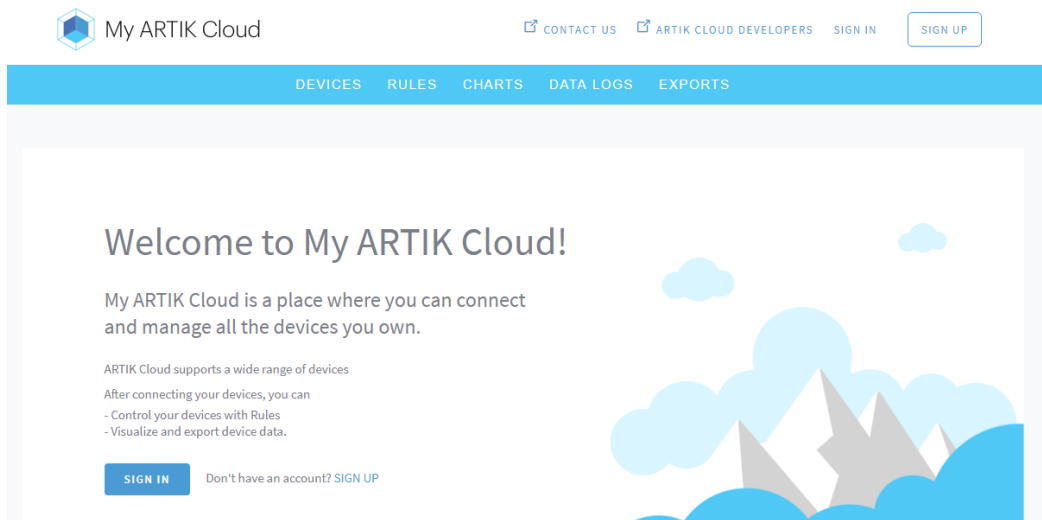 My ARTIK Cloud
CONTACT US ARTIK CLOUD DEVELOPERS SIGN IN SIGN UP
DEVICES RULES CHARTS DATA LOGS EXPORTS
Welcome to My ARTIK Cloud!
My ARTIK Cloud is a place where you can connect
and manage all the devices you own.
ARTIK Cloud supports a wide range of devices
After connecting your devices, you can
- Control your devices with Rules
- Visualize and export device data.
SIGN IN Don't have an account? SIGN UP